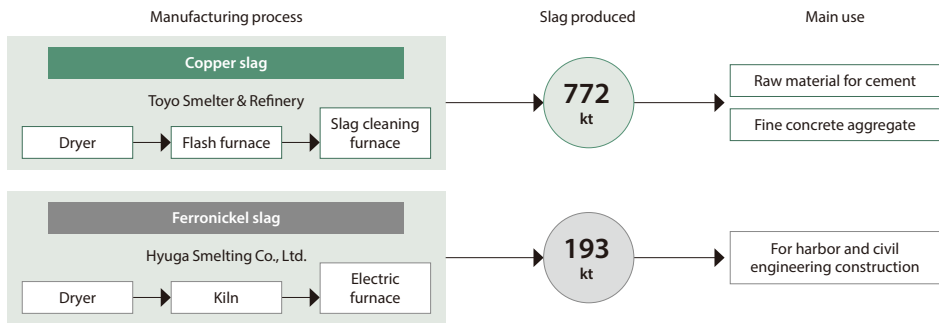 Manufacturing process
Slag produced
Main use
Copper slag
Toyo Smelter & Refinery
Dryer
Flash furnace
Slag cleaning
furnace
772
kt
Raw material for cement
Fine concrete aggregate
Ferronickel slag
Hyuga Smelting Co., Ltd.
Dryer
Kiln
Electric
furnace
193
kt
For harbor and civil
engineering construction